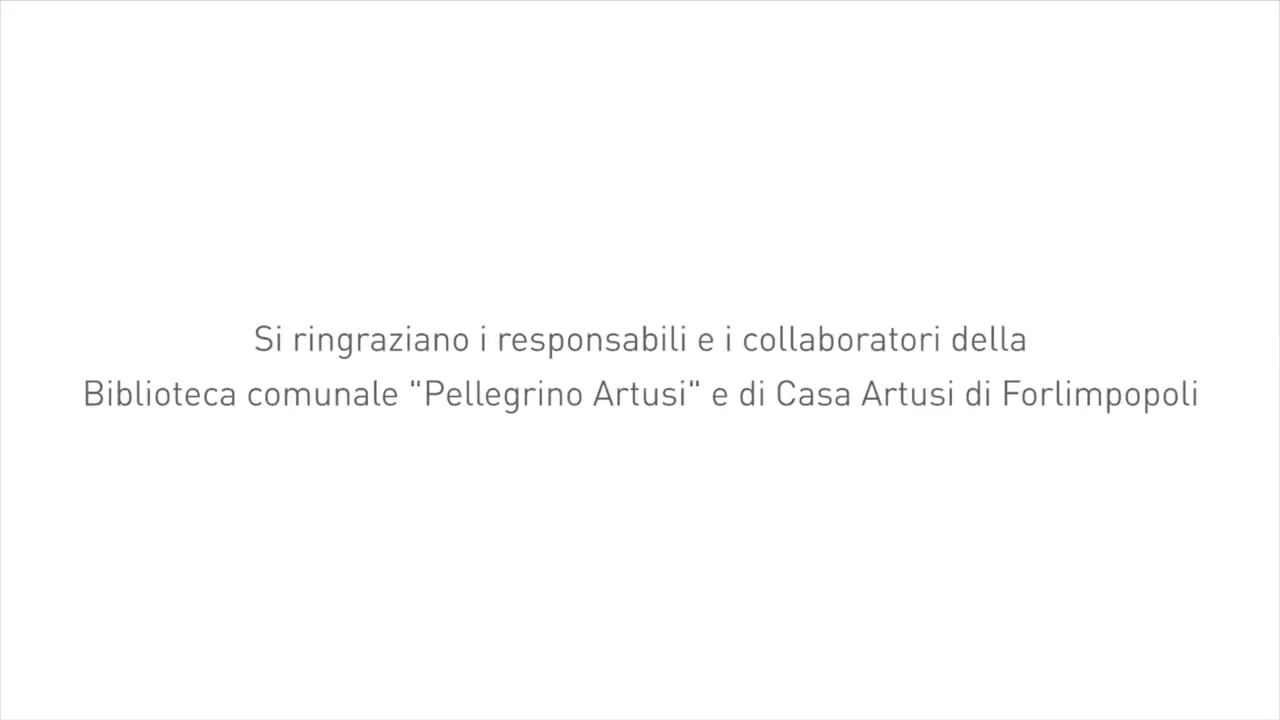 Si ringraziano i responsabili e i collaboratori della
Biblioteca comunale "Pellegrino Artusi" e di Casa Artusi di Forlimpopoli